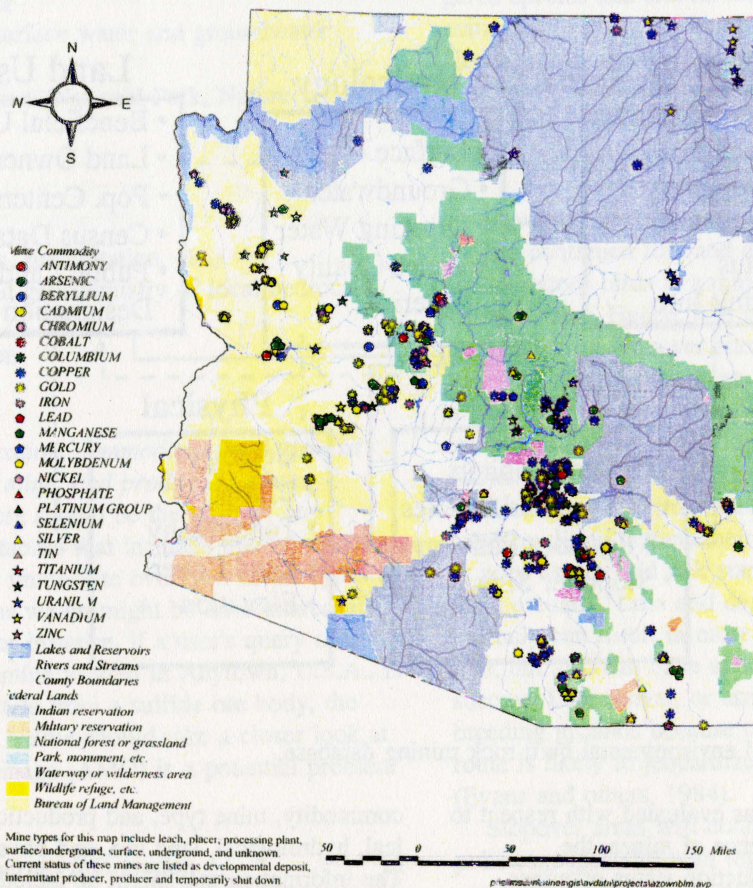 N
W
E
S
Mine Commodity
ANTIMONY
ARSENIC
BERYLLIUM
CADMIUM
CHROMIUM
COBALT
COLUMBIUM
COPPER
GOLD
IRON
LEAD
MANGANESE
MERCURY
MOLYBDENUM
NICKEL
PHOSPHATE
PLATINUM GROUP
SELENIUM
SILVER
TIN
TITANIUM
TUNGSTEN
URANIUM
VANADIUM
ZINC
Lakes and Reservoirs
Rivers and Streams
County Boundaries
Federal Lands
Indian reservation
Military reservation
National forest or grassland
Park, monument, etc.
Waterway or wilderness area
Wildlife refuge, etc.
Bureau of Land Management
Mine types for this map include leach, placer, processing plant,
surface/underground, surface, underground, and unknown.
Current status of these mines are listed as developmental deposit,
intermittant producer, producer and temporarily shut down.
50 0 50 100 150 Miles